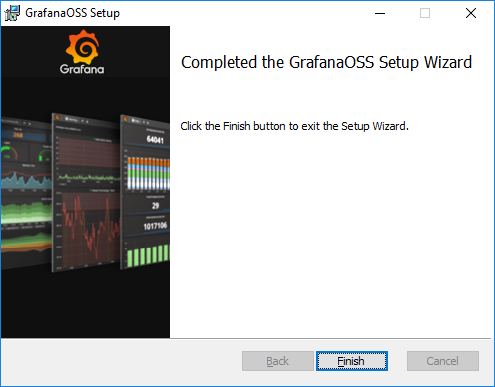 GrafanaOSS Setup
Grafana
Completed the GrafanaOSS Setup Wizard
Click the Finish button to exit the Setup Wizard.
268
64041
29
1017106
Back
Finish
Cancel